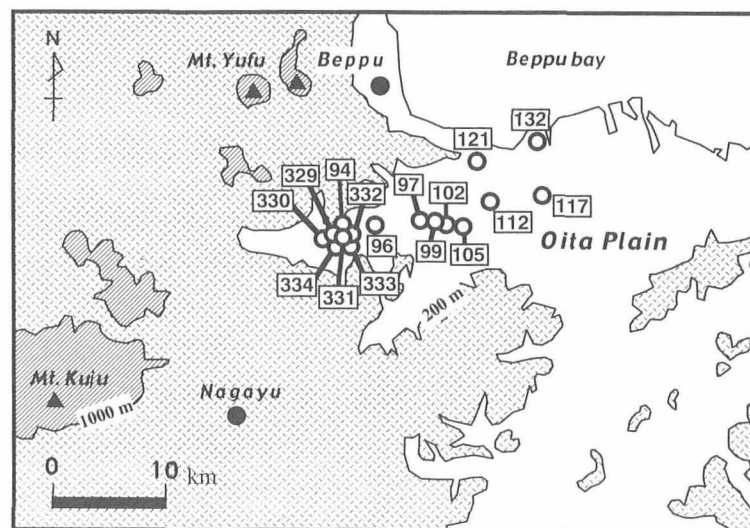 N
Mt. Yufu
Beppu
Beppu bay
132
121
94
329
332
97
102
330
117
112
96
99
105
Oita Plain
334
331
333
200 m
Mt. Kuju
Nagayu
1000 m
0
10
km